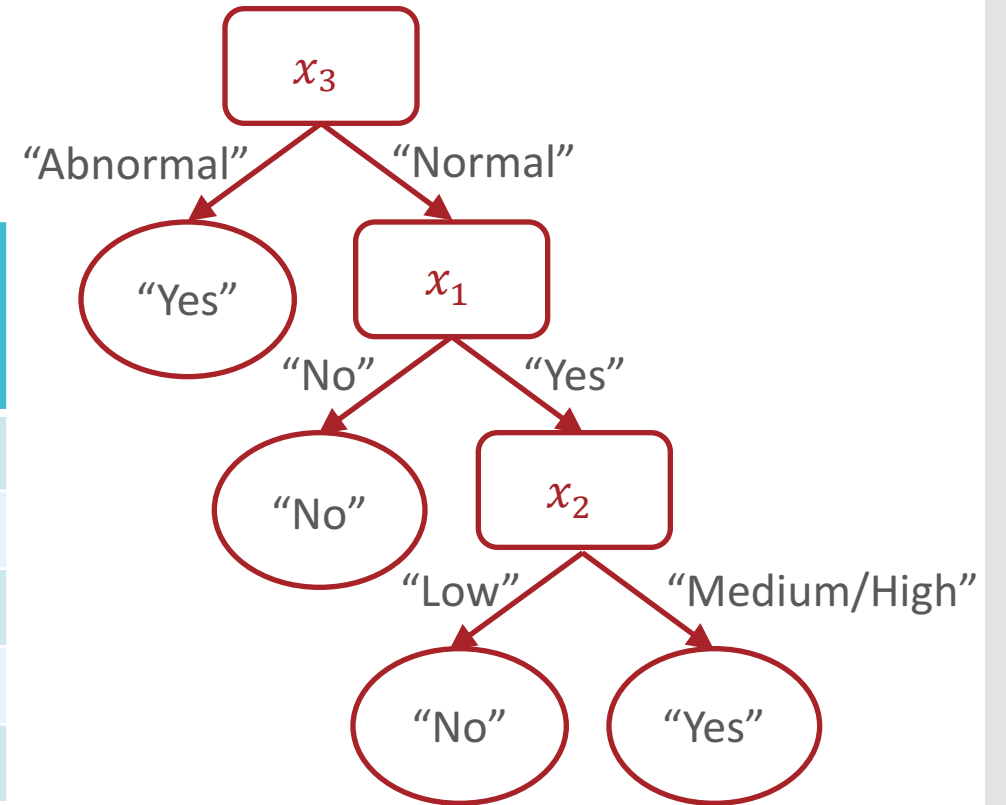 x₃
“Abnormal” “Normal”
“Yes” x₁
“No” “Yes”
“No” x₂
“Low” “Medium/High”
“No” “Yes”